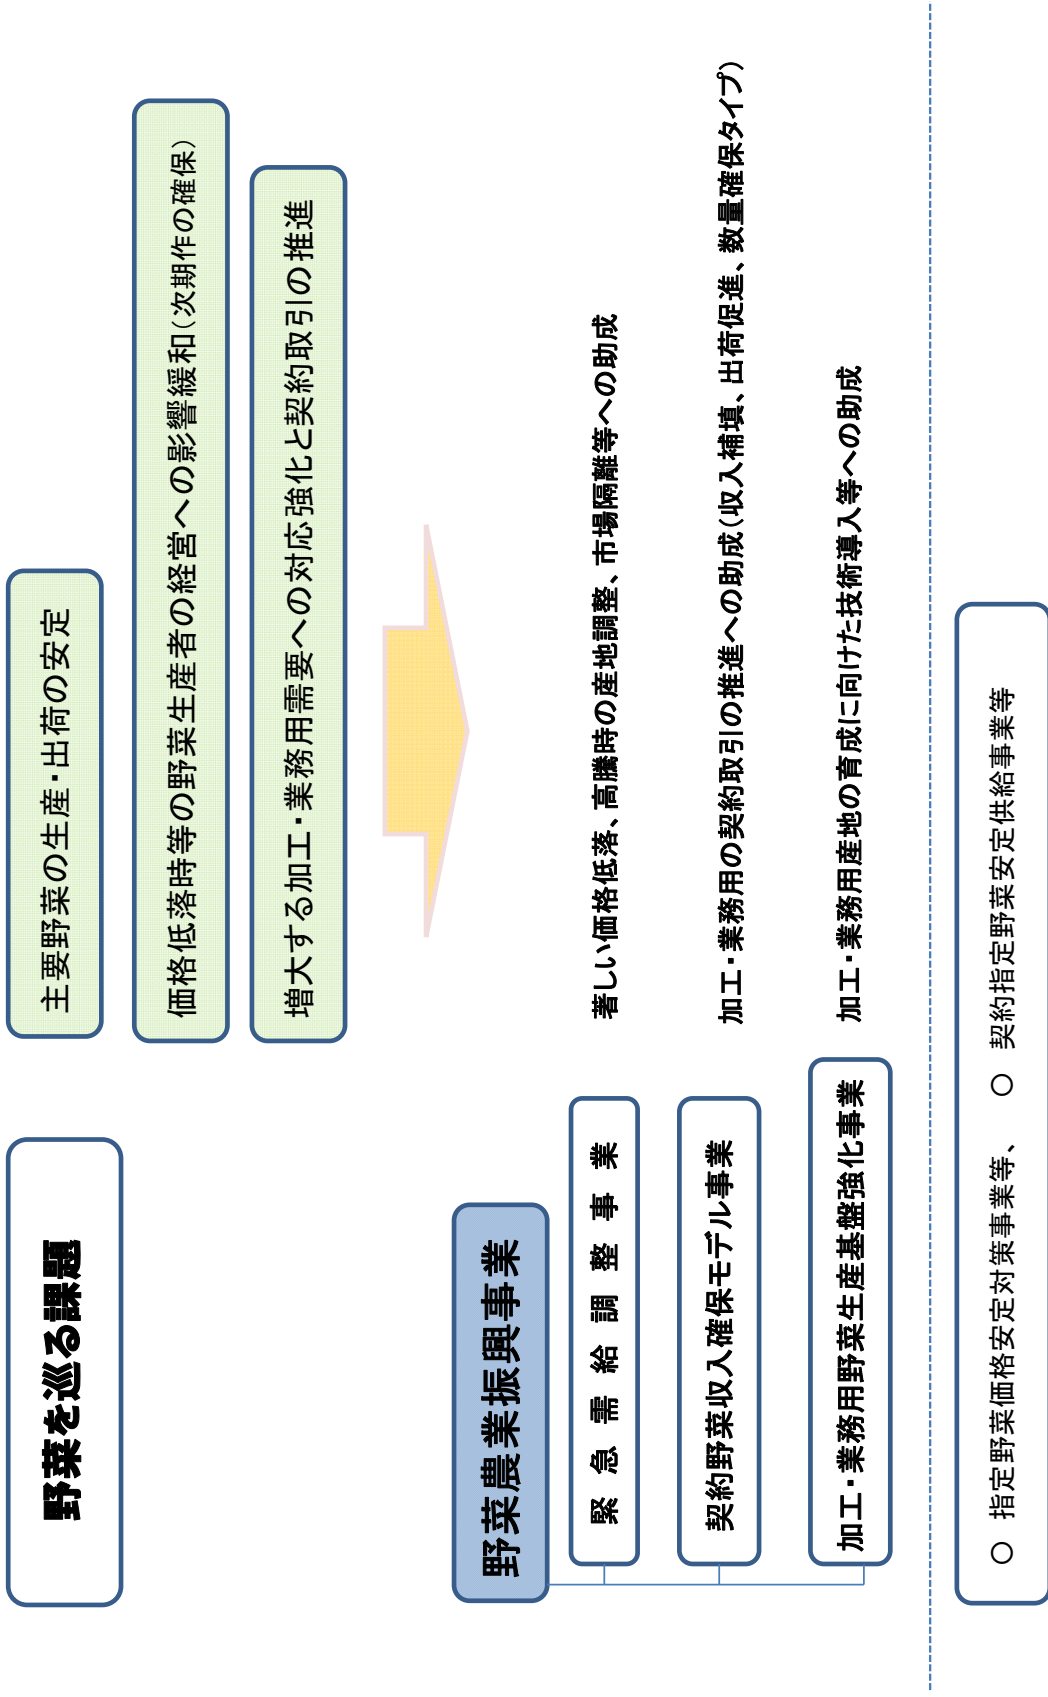 野菜を巡る課題
主要野菜の生産・出荷の安定
価格低落時等の野菜生産者の経営への影響緩和(次期作の確保)
増大する加工・業務用需要への対応強化と契約取引の推進
野菜農業振興事業
緊急需給調整事業
著しい価格低落、高騰時の産地調整、市場隔離等への助成
契約野菜収入確保モデル事業
加工・業務用の契約取引の推進への助成(収入補填、出荷促進、数量確保タイプ)
加工・業務用野菜生産基盤強化事業
加工・業務用産地の育成に向けた技術導入等への助成
○ 指定野菜価格安定対策事業等、 ○ 契約指定野菜安定供給事業等